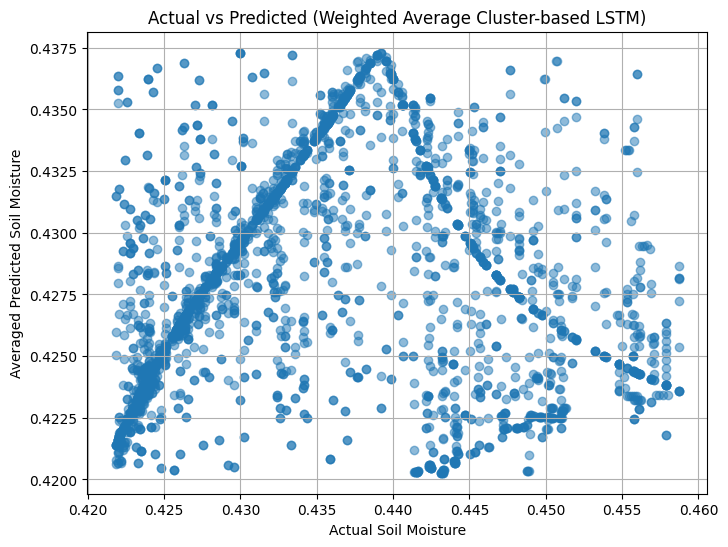 Actual vs Predicted (Weighted Average Cluster-based LSTM)
Averaged Predicted Soil Moisture
0.4375
0.4350
0.4325
0.4300
0.4275
0.4250
0.4225
0.4200
0.420 0.425 0.430 0.435 0.440 0.445 0.450 0.455 0.460
Actual Soil Moisture